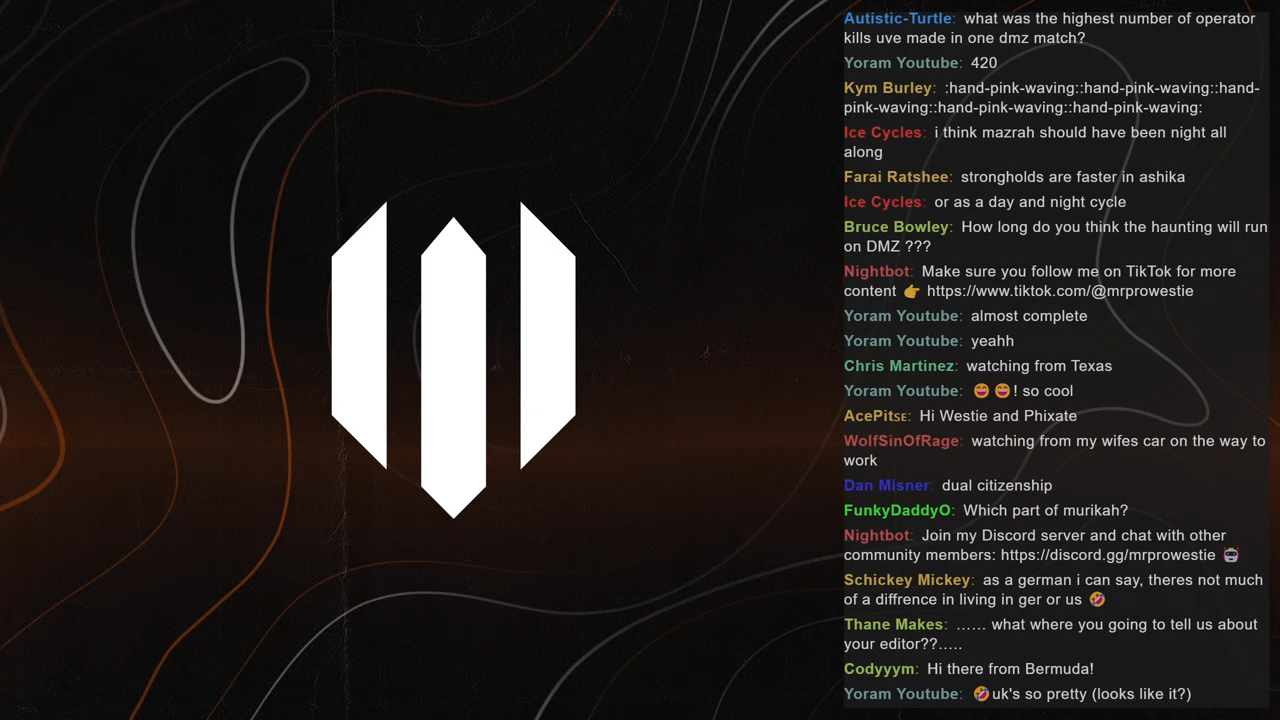 Autistic-Turtle: what was the highest number of operator
kills uve made in one dmz match?
Yoram Youtube: 420
Kym Burley: :hand-pink-waving::hand-pink-waving::hand-
pink-waving::hand-pink-waving::hand-pink-waving:
Ice Cycles: i think mazrah should have been night all
along
Farai Ratshee: strongholds are faster in ashika
Ice Cycles: or as a day and night cycle
Bruce Bowley: How long do you think the haunting will run
on DMZ ???
Nightbot: Make sure you follow me on TikTok for more
content 👉 https://www.tiktok.com/@mrprowestie
Yoram Youtube: almost complete
Yoram Youtube: yeahh
Chris Martinez: watching from Texas
Yoram Youtube: 😄 😄! so cool
AcePitsᴇ: Hi Westie and Phixate
WolfSinOfRage: watching from my wifes car on the way to
work
Dan Misner: dual citizenship
FunkyDaddyO: Which part of murikah?
Nightbot: Join my Discord server and chat with other
community members: https://discord.gg/mrprowestie 🤖
Schickey Mickey: as a german i can say, theres not much
of a diffrence in living in ger or us 🤣
Thane Makes: …… what where you going to tell us about
your editor??…..
Codyyym: Hi there from Bermuda!
Yoram Youtube: 🤣uk's so pretty (looks like it?)